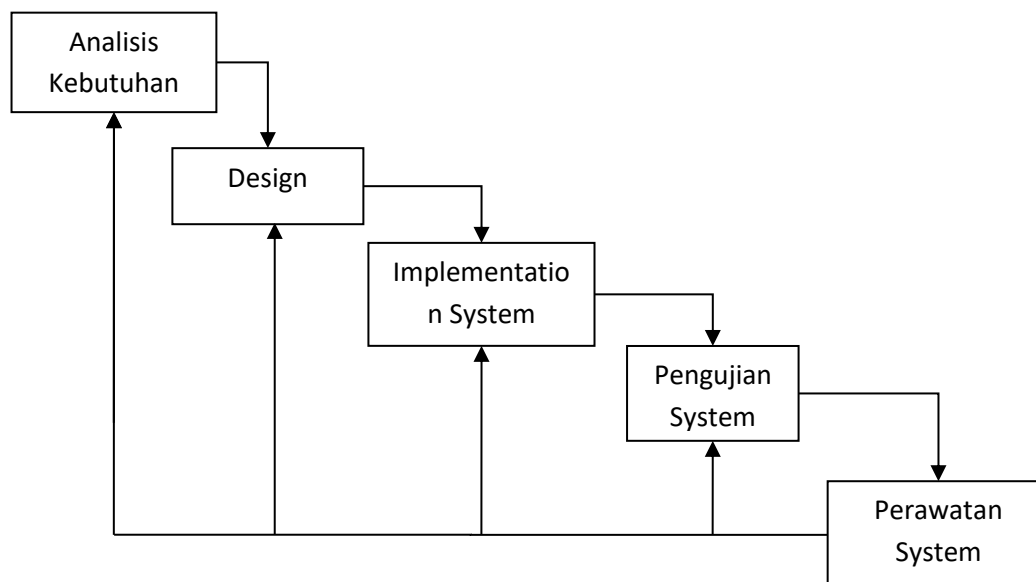 Analisis
Kebutuhan
Design
Implementatio
n System
Pengujian
System
Perawatan
System